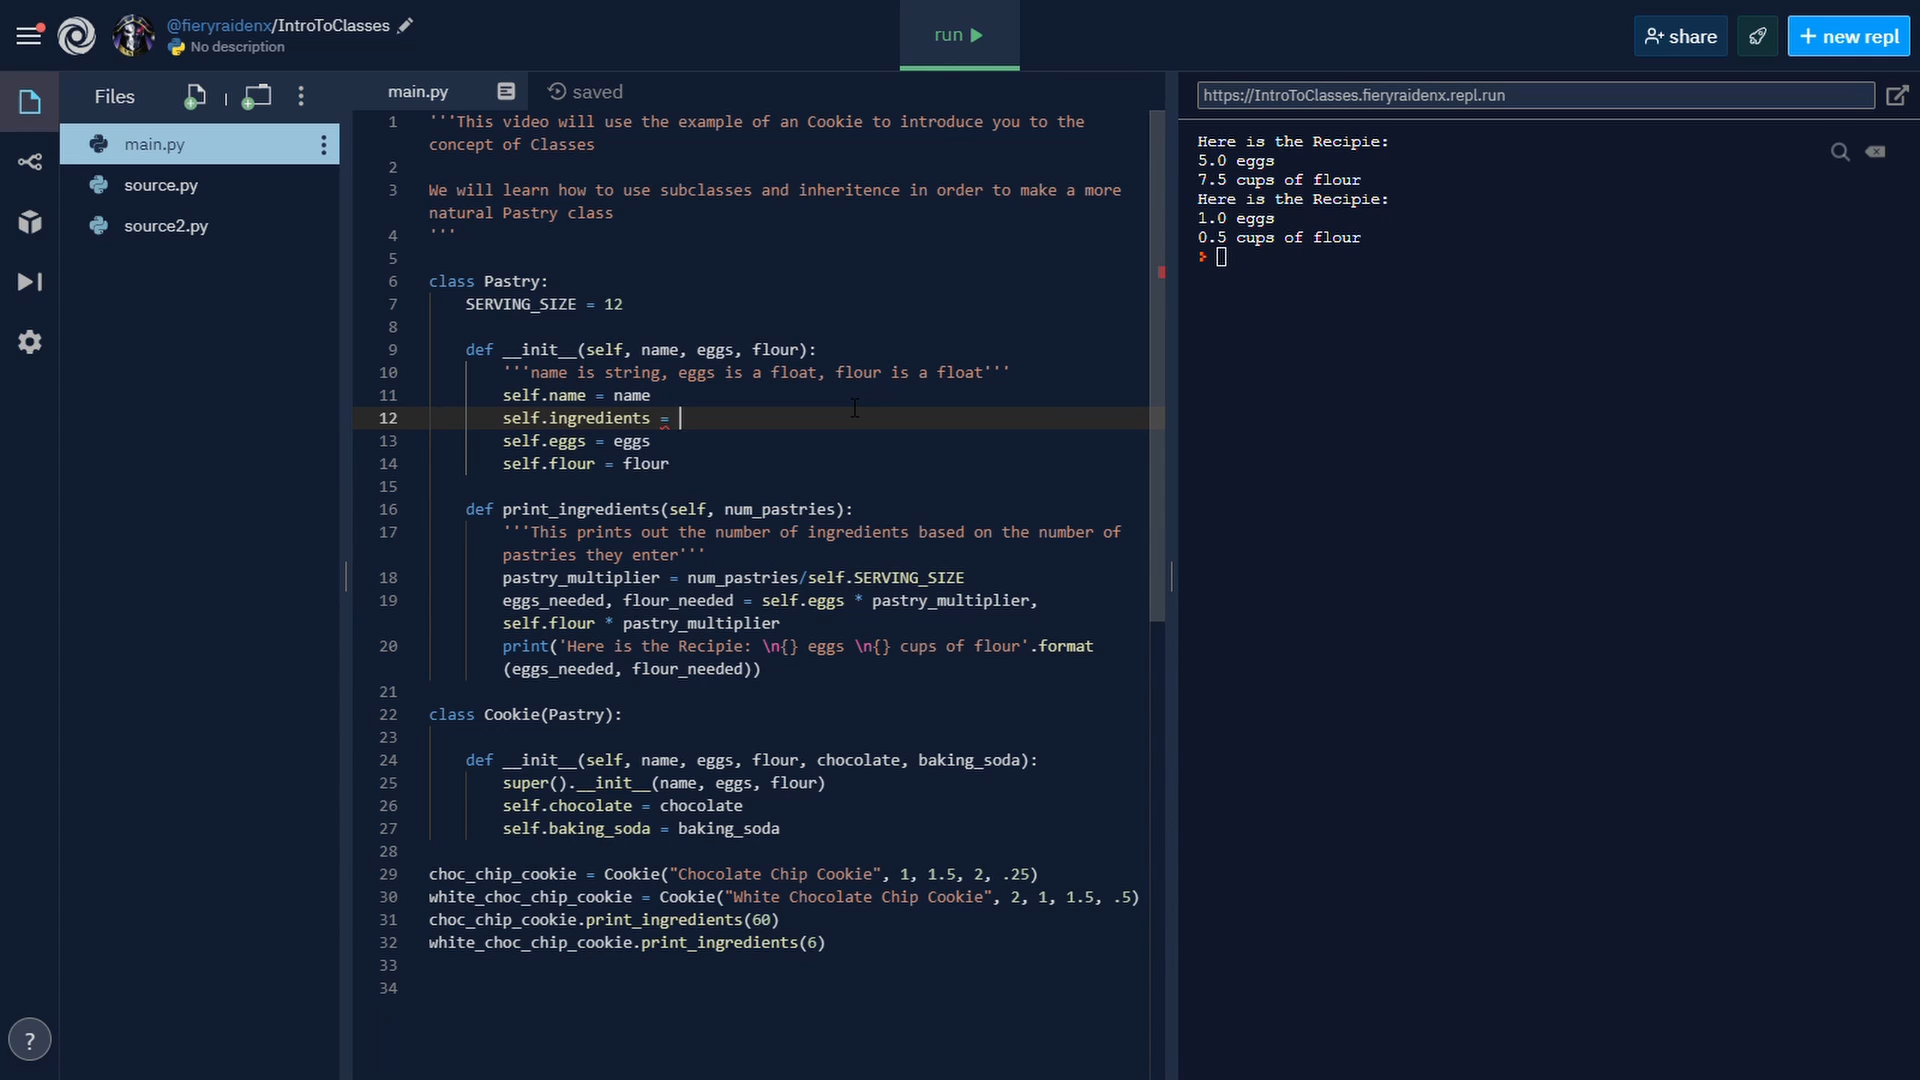 @fieryraidenx/IntroToClasses
No description
run
share
+ new repl
Files
main.py
source.py
source2.py
main.py
saved
1 '''This video will use the example of an Cookie to introduce you to the
concept of Classes
2
3 We will learn how to use subclasses and inheritence in order to make a more
natural Pastry class
4 '''
5
6 class Pastry:
7 SERVING_SIZE = 12
8
9 def __init__(self, name, eggs, flour):
10 '''name is string, eggs is a float, flour is a float'''
11 self.name = name
12 self.ingredients =
13 self.eggs = eggs
14 self.flour = flour
15
16 def print_ingredients(self, num_pastries):
17 '''This prints out the number of ingredients based on the number of
pastries they enter'''
18 pastry_multiplier = num_pastries/self.SERVING_SIZE
19 eggs_needed, flour_needed = self.eggs * pastry_multiplier,
self.flour * pastry_multiplier
20 print('Here is the Recipie: \n{} eggs \n{} cups of flour'.format
(eggs_needed, flour_needed))
21
22 class Cookie(Pastry):
23
24 def __init__(self, name, eggs, flour, chocolate, baking_soda):
25 super().__init__(name, eggs, flour)
26 self.chocolate = chocolate
27 self.baking_soda = baking_soda
28
29 choc_chip_cookie = Cookie("Chocolate Chip Cookie", 1, 1.5, 2, .25)
30 white_choc_chip_cookie = Cookie("White Chocolate Chip Cookie", 2, 1, 1.5, .5)
31 choc_chip_cookie.print_ingredients(60)
32 white_choc_chip_cookie.print_ingredients(6)
33
34
https://IntroToClasses.fieryraidenx.repl.run
Here is the Recipie:
5.0 eggs
7.5 cups of flour
Here is the Recipie:
1.0 eggs
0.5 cups of flour
?